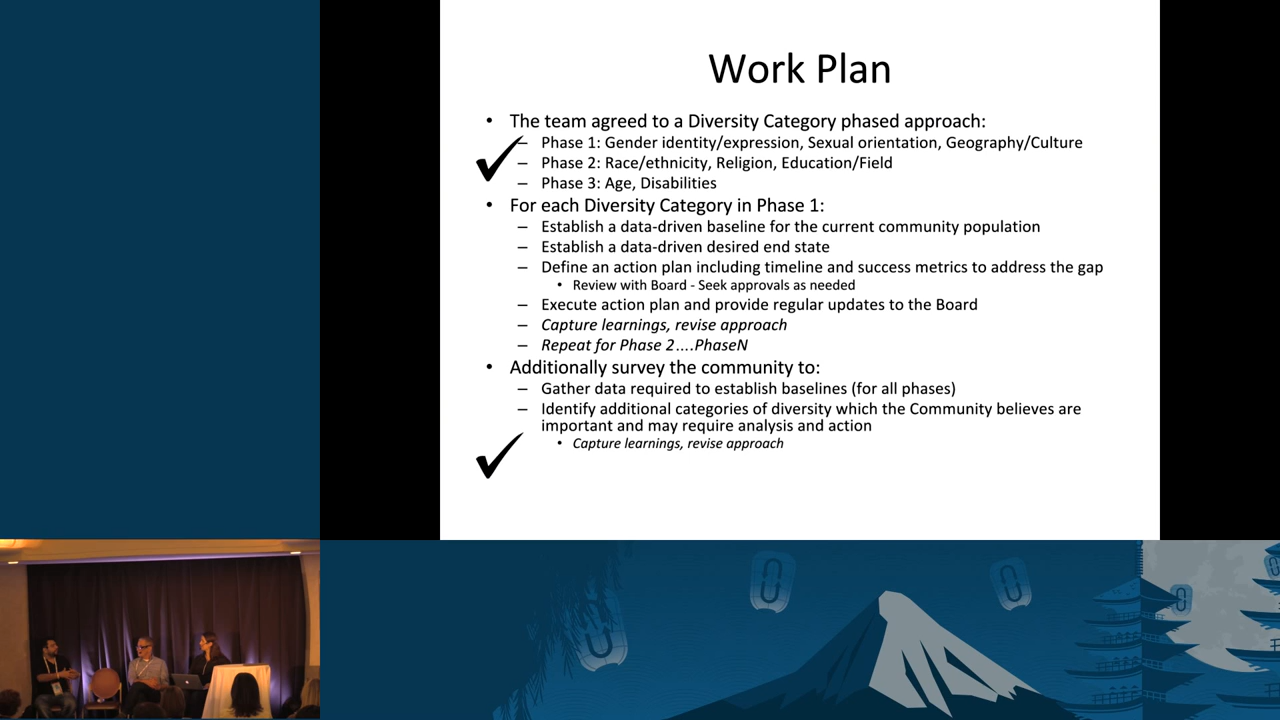 Work Plan
• The team agreed to a Diversity Category phased approach:
– Phase 1: Gender identity/expression, Sexual orientation, Geography/Culture
– Phase 2: Race/ethnicity, Religion, Education/Field
– Phase 3: Age, Disabilities
• For each Diversity Category in Phase 1:
– Establish a data-driven baseline for the current community population
– Establish a data-driven desired end state
– Define an action plan including timeline and success metrics to address the gap
• Review with Board - Seek approvals as needed
– Execute action plan and provide regular updates to the Board
– Capture learnings, revise approach
– Repeat for Phase 2....PhaseN
• Additionally survey the community to:
– Gather data required to establish baselines (for all phases)
– Identify additional categories of diversity which the Community believes are
important and may require analysis and action
• Capture learnings, revise approach